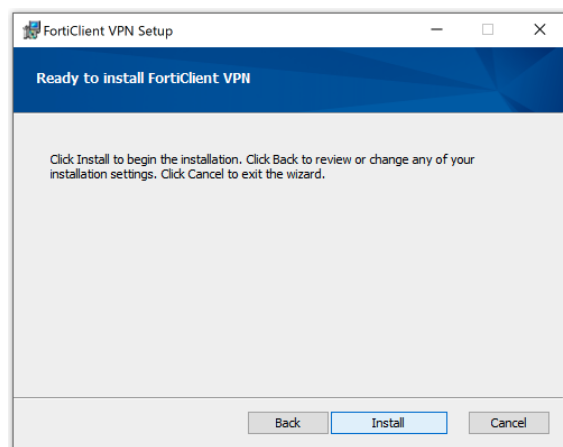 FortiClient VPN Setup
Ready to install FortiClient VPN
Click Install to begin the installation. Click Back to review or change any of your
installation settings. Click Cancel to exit the wizard.
Back Install Cancel